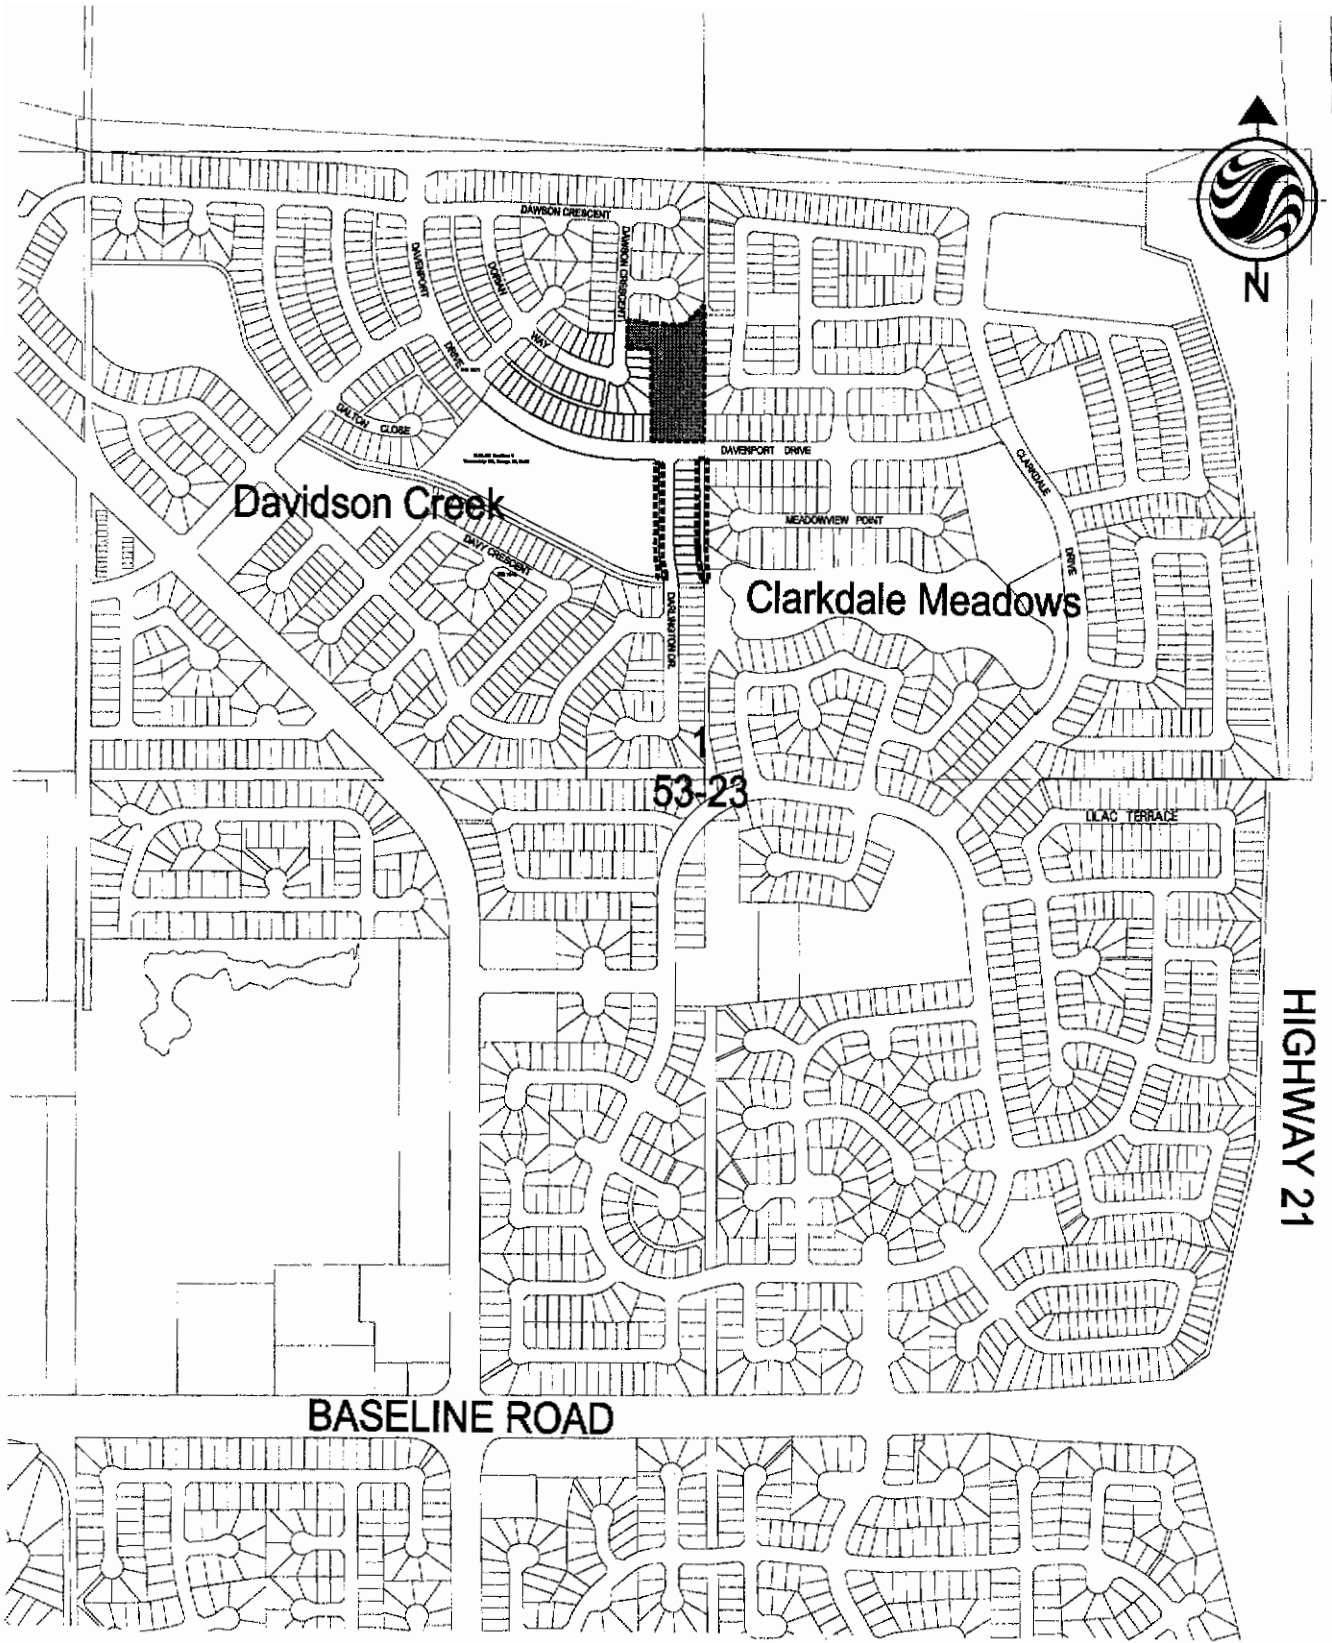 DAWSON CRESCENT
DAWSON CRESCENT
DAVENPORT
DORIAN
N
WAY
DRIVE
DALTON CLOSE
DAVENPORT DRIVE
CLARKDALE
Davidson Creek
MEADOWVIEW POINT
DAVY CRESCENT
DRIVE
Clarkdale Meadows
DARLINGTON DR.
1
53-23
LILAC TERRACE
HIGHWAY 21
BASELINE ROAD